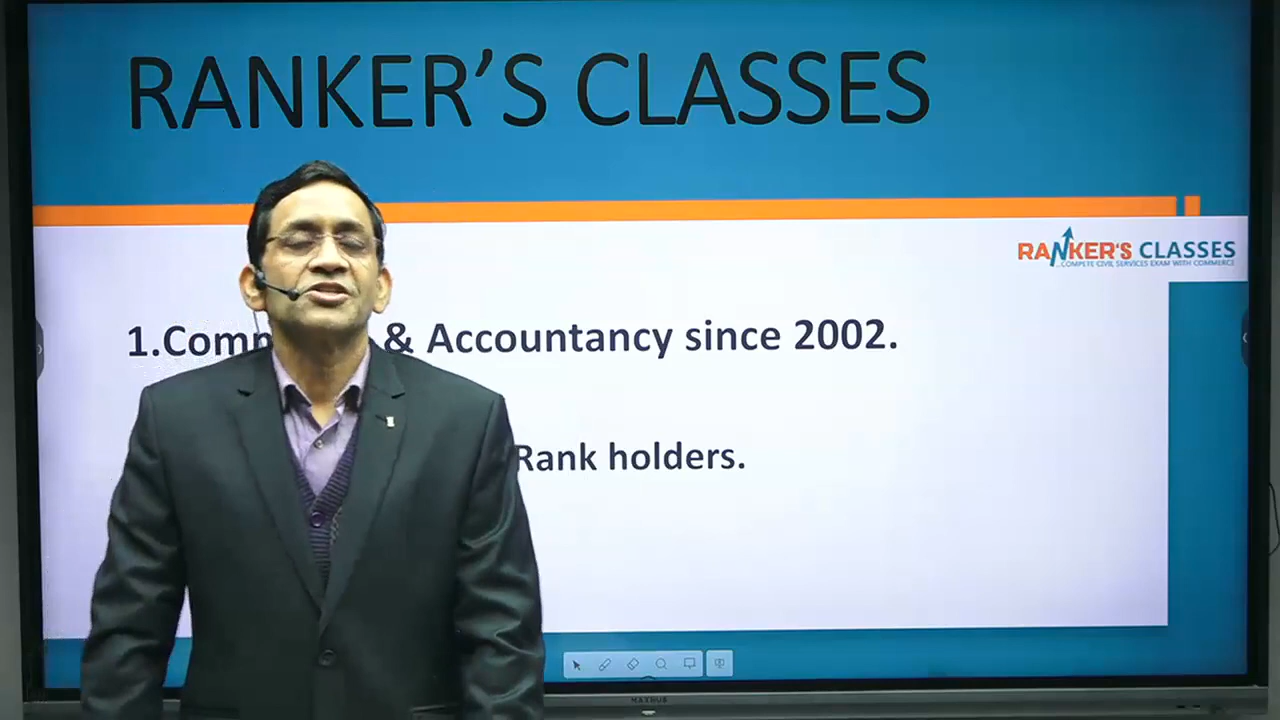 RANKER'S CLASSES
RANKER'S CLASSES
...COMPETE CIVIL SERVICES EXAM WITH COMMERCE
1.Comm & Accountancy since 2002.
Rank holders.
MAXHUB